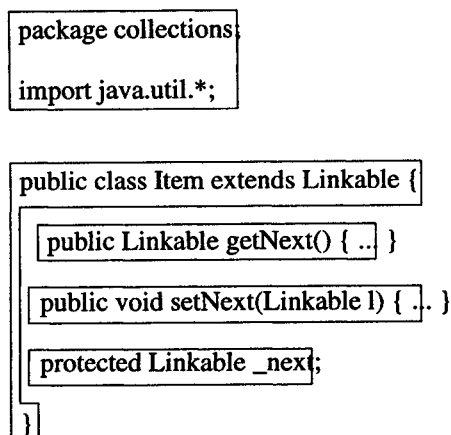 package collections;
import java.util.*;
public class Item extends Linkable {
public Linkable getNext() { ... }
public void setNext(Linkable l) { ... }
protected Linkable _next;
}